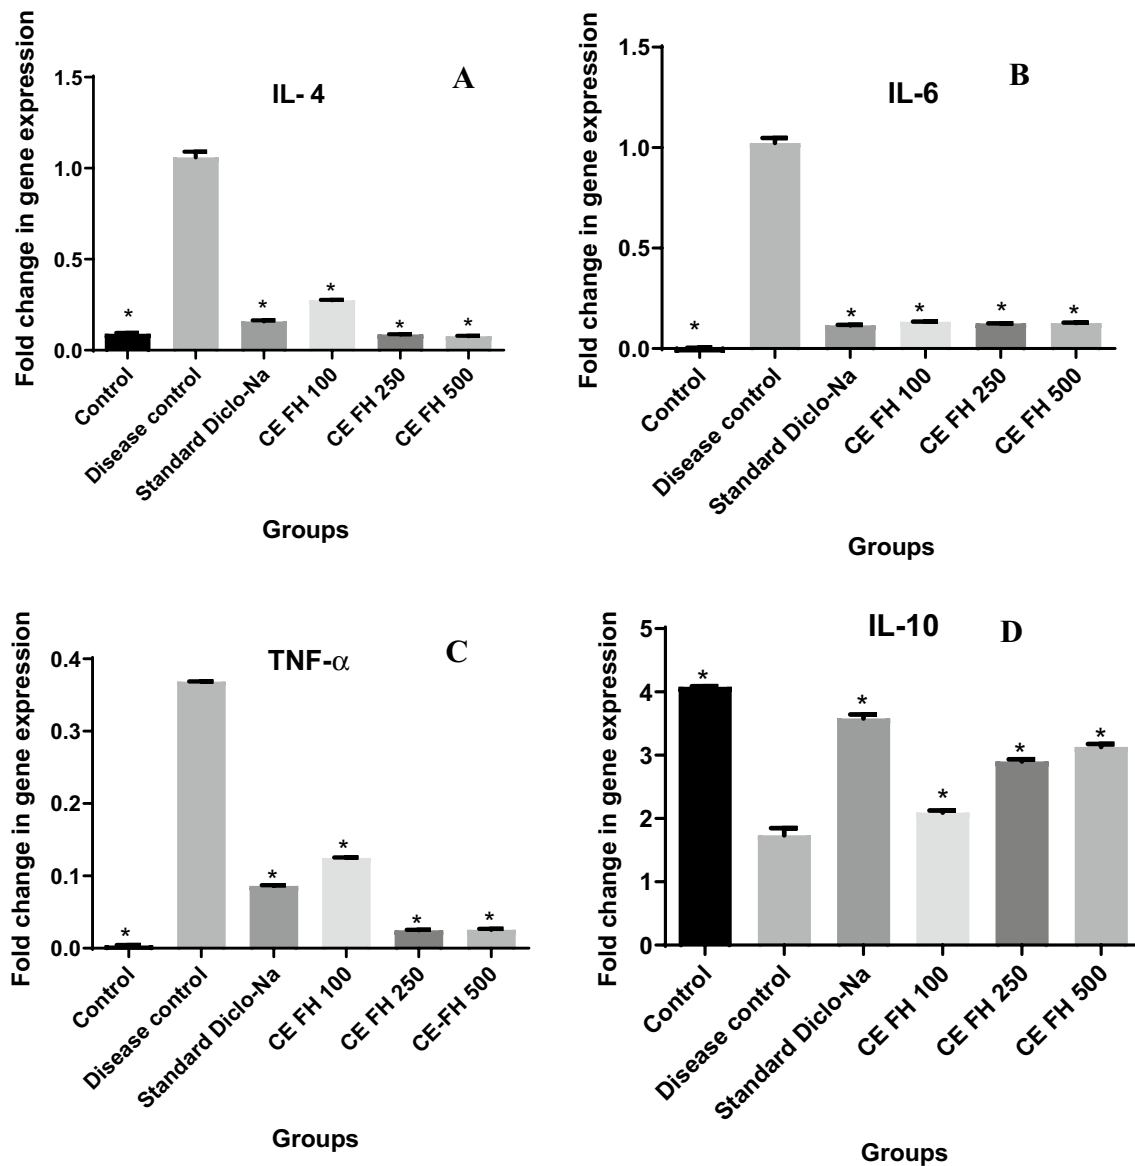 Fold change in gene expression
IL- 4
A
1.5
1.0
0.5
0.0
*
*
*
*
*
Control
Disease control
Standard Diclo-Na
CE FH 100
CE FH 250
CE FH 500
Groups
Fold change in gene expression
IL-6
B
1.5
1.0
0.5
0.0
*
*
*
*
*
Control
Disease control
Standard Diclo-Na
CE FH 100
CE FH 250
CE FH 500
Groups
Fold change in gene expression
TNF-α
C
0.4
0.3
0.2
0.1
0.0
*
*
*
*
*
Control
Disease control
Standard Diclo-Na
CE FH 100
CE FH 250
CE-FH 500
Groups
Fold change in gene expression
IL-10
D
5
4
3
2
1
0
*
*
*
*
*
Control
Disease control
Standard Diclo-Na
CE FH 100
CE FH 250
CE FH 500
Groups